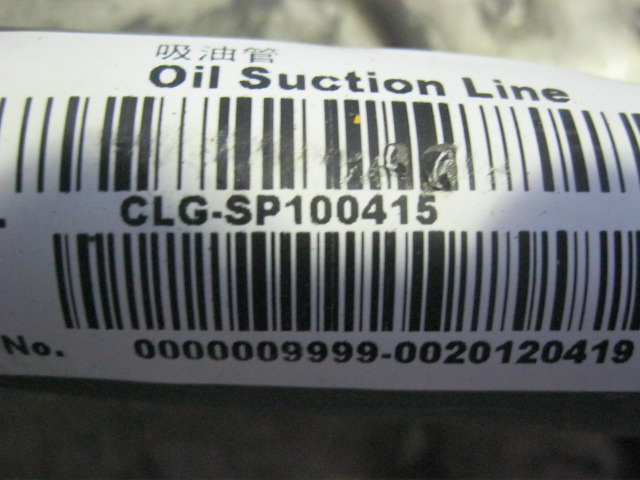 吸油管
Oil Suction Line
CLG-SP100415
No. 0000009999-0020120419